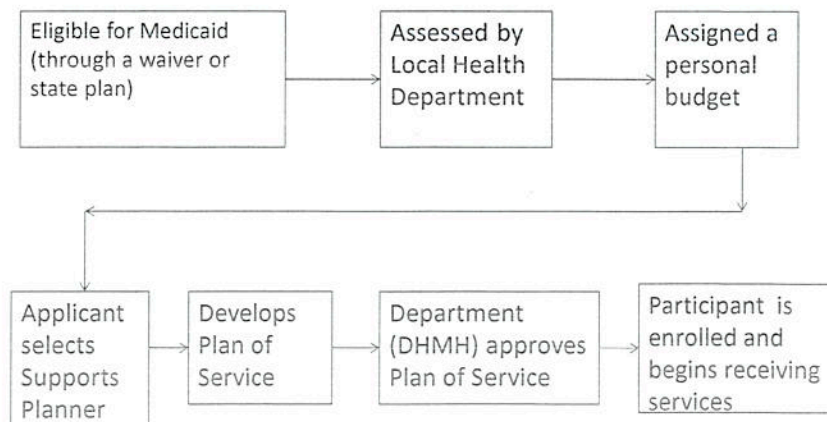 Eligible for Medicaid
(through a waiver or
state plan)
Assessed by
Local Health
Department
Assigned a
personal
budget
Applicant
selects
Supports
Planner
Develops
Plan of
Service
Department
(DHMH) approves
Plan of Service
Participant is
enrolled and
begins receiving
services